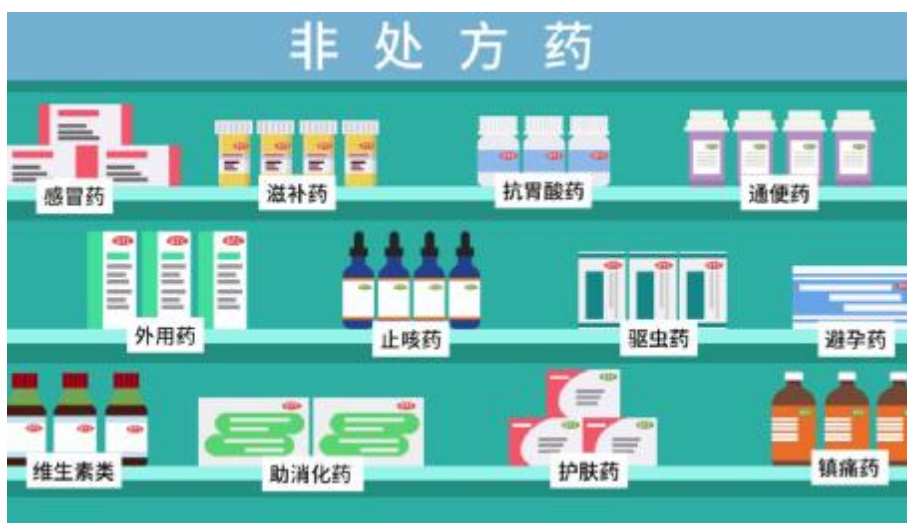 非处方药
感冒药
滋补药
抗胃酸药
通便药
外用药
止咳药
驱虫药
避孕药
维生素类
助消化药
护肤药
镇痛药